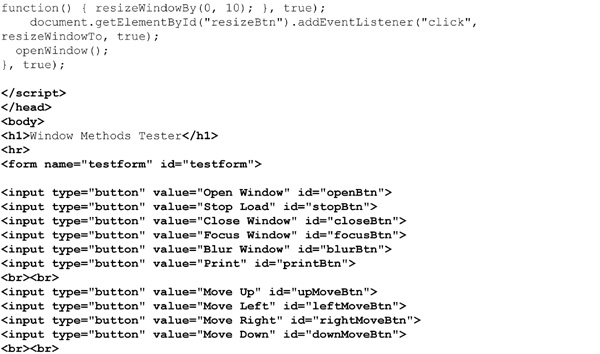 function() { resizeWindowBy(0, 10); }, true);
    document.getElementById("resizeBtn").addEventListener("click",
resizeWindowTo, true);
  openWindow();
}, true);

</script>
</head>
<body>
<h1>Window Methods Tester</h1>
<hr>
<form name="testform" id="testform">

<input type="button" value="Open Window" id="openBtn">
<input type="button" value="Stop Load" id="stopBtn">
<input type="button" value="Close Window" id="closeBtn">
<input type="button" value="Focus Window" id="focusBtn">
<input type="button" value="Blur Window" id="blurBtn">
<input type="button" value="Print" id="printBtn">
<br><br>
<input type="button" value="Move Up" id="upMoveBtn">
<input type="button" value="Move Left" id="leftMoveBtn">
<input type="button" value="Move Right" id="rightMoveBtn">
<input type="button" value="Move Down" id="downMoveBtn">
<br><br>